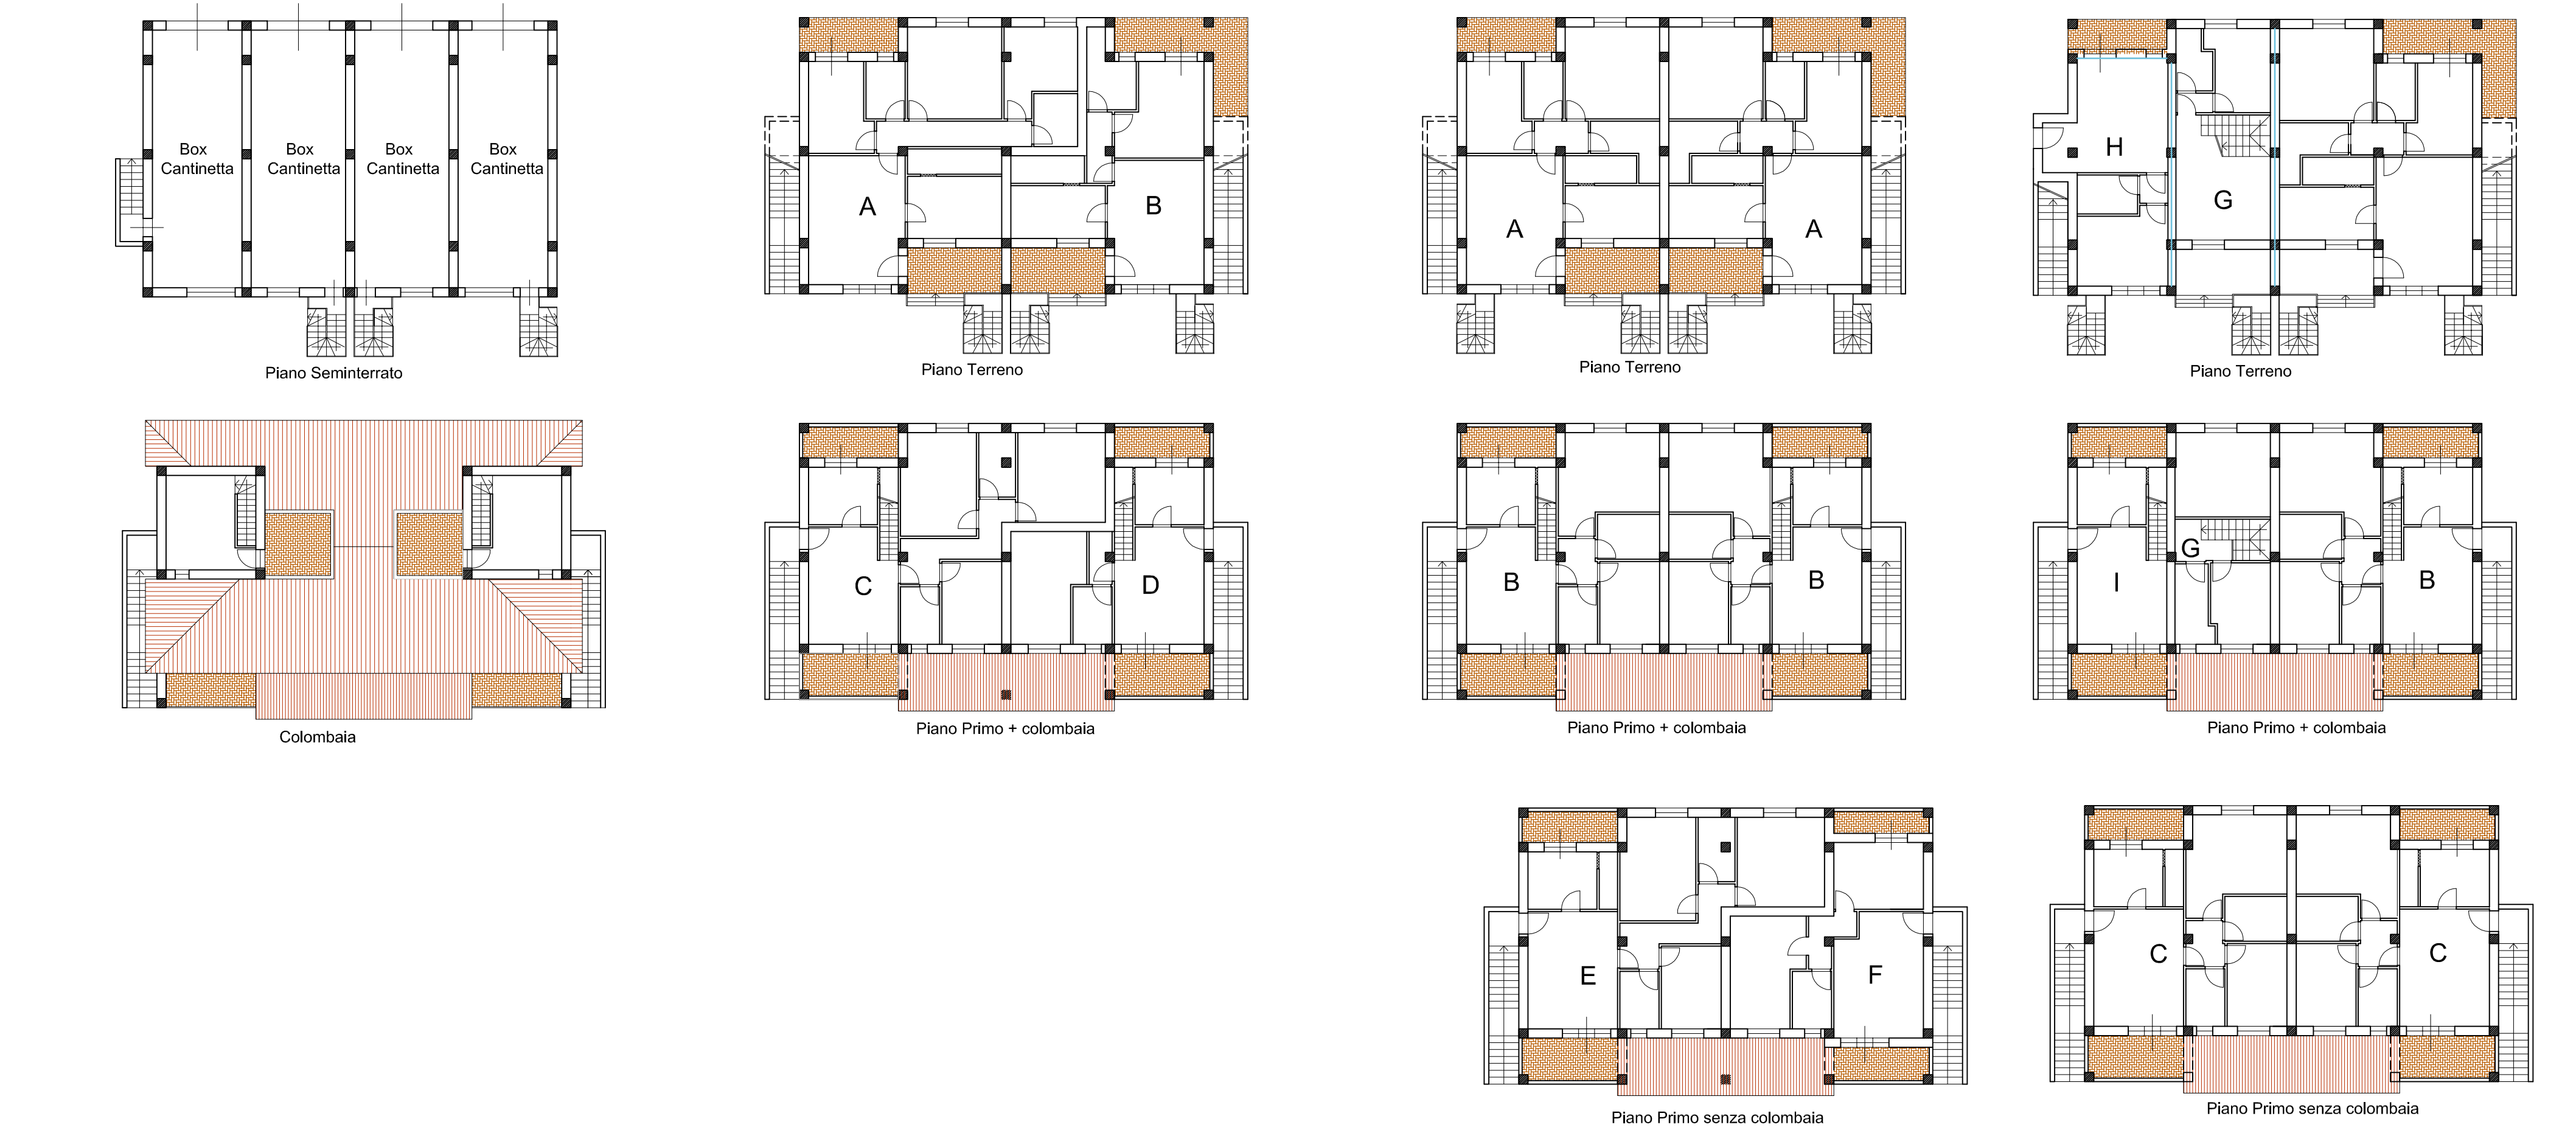 Box
Cantinetta
Box
Cantinetta
Box
Cantinetta
Box
Cantinetta
Piano Seminterrato
A
B
Piano Terreno
A
A
Piano Terreno
H
G
Piano Terreno
Colombaia
C
D
Piano Primo + colombaia
B
B
Piano Primo + colombaia
I
G
B
Piano Primo + colombaia
E
F
Piano Primo senza colombaia
C
C
Piano Primo senza colombaia